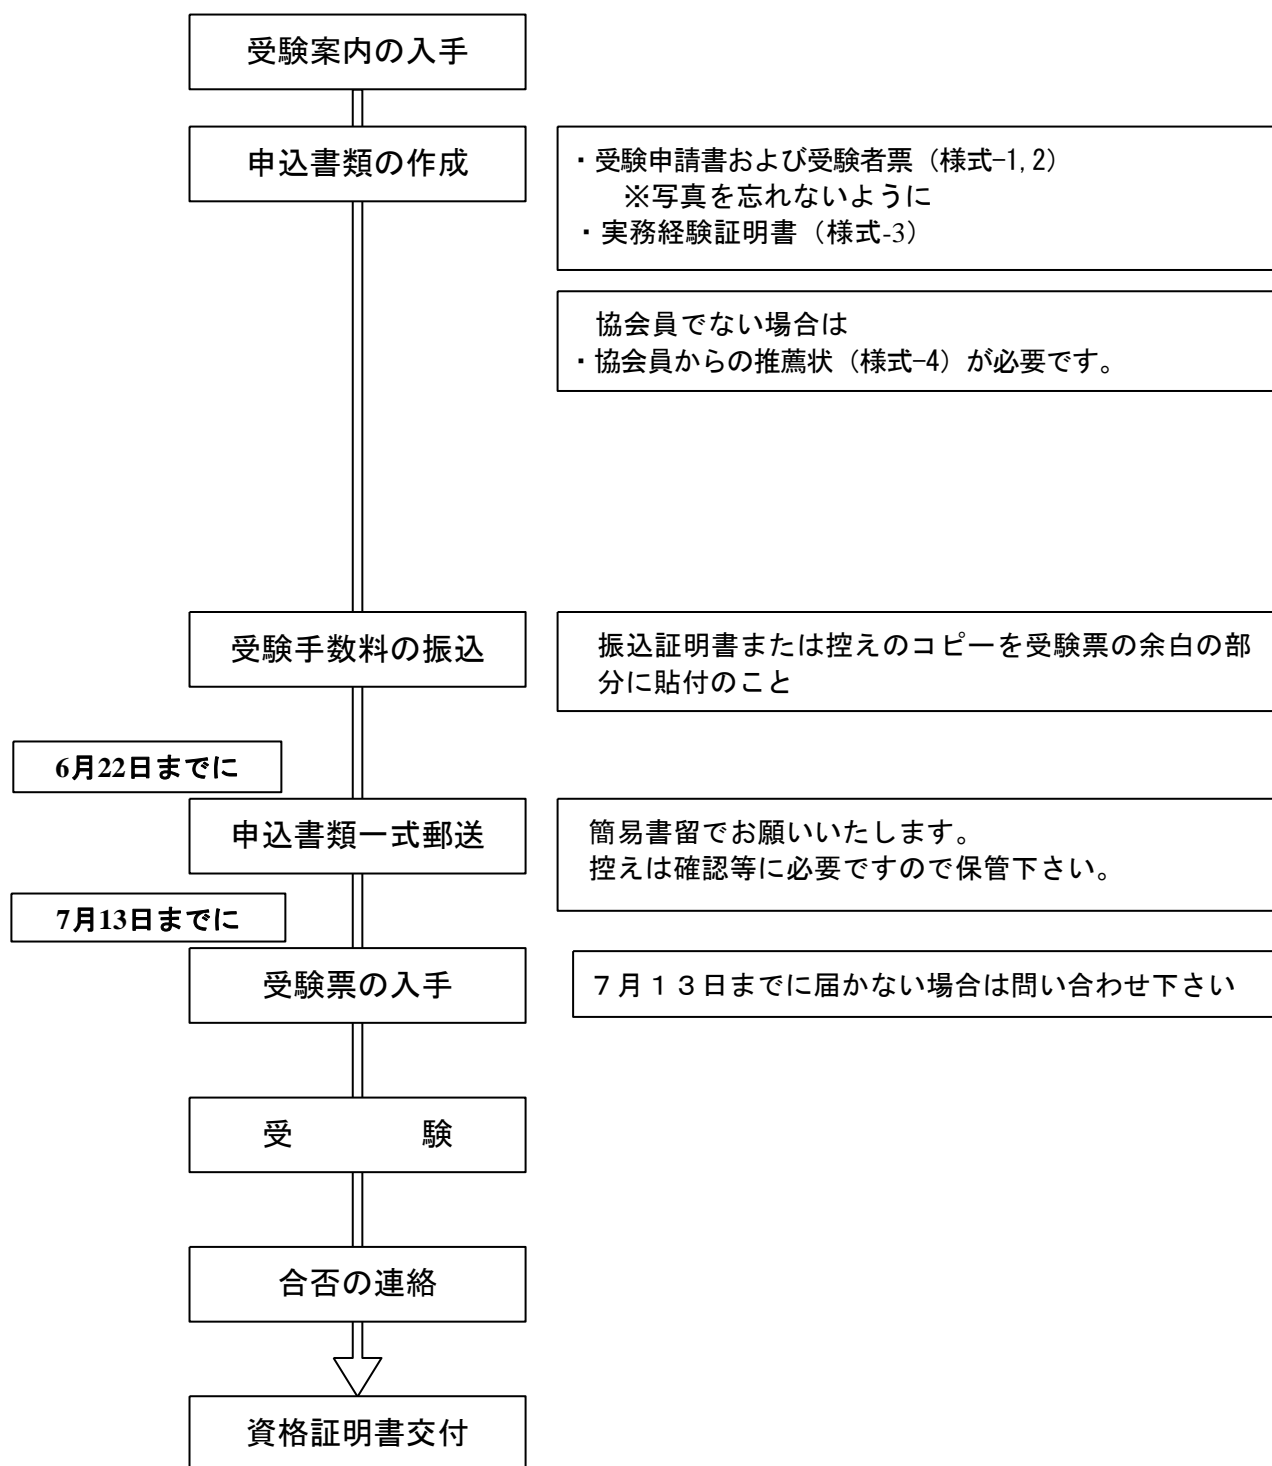 受験案内の入手
申込書類の作成
・受験申請書および受験者票（様式-1,2）
※写真を忘れないように
・実務経験証明書（様式-3）
協会員でない場合は
・協会員からの推薦状（様式-4）が必要です。
受験手数料の振込
振込証明書または控えのコピーを受験票の余白の部
分に貼付のこと
6月22日までに
申込書類一式郵送
簡易書留でお願いいたします。
控えは確認等に必要ですので保管下さい。
7月13日までに
受験票の入手
７月１３日までに届かない場合は問い合わせ下さい
受　　　　験
合否の連絡
資格証明書交付